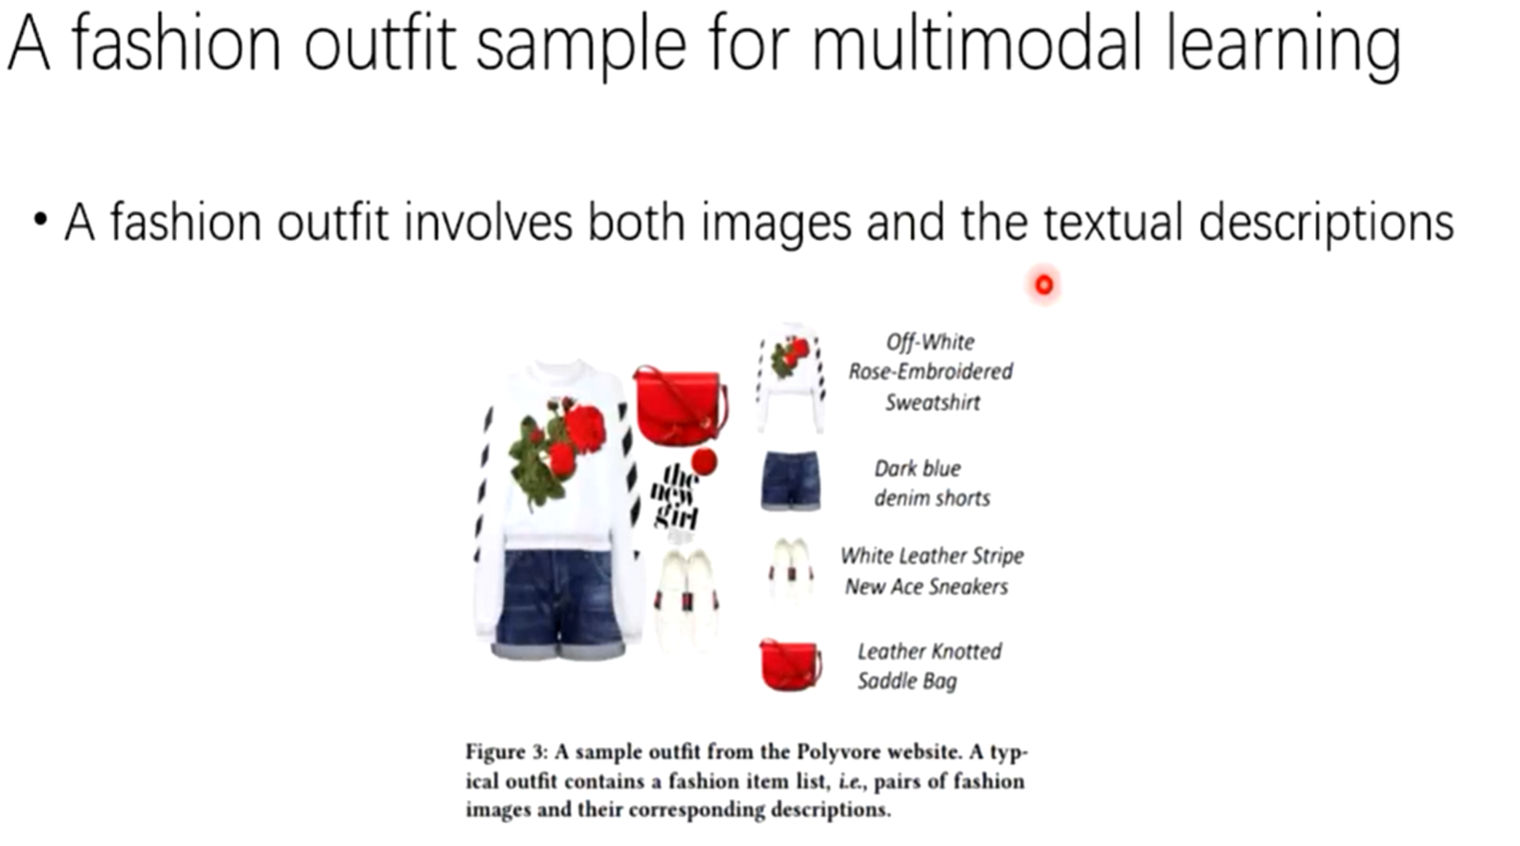 A fashion outfit sample for multimodal learning
• A fashion outfit involves both images and the textual descriptions
the
new
girl
Off-White
Rose-Embroidered
Sweatshirt
Dark blue
denim shorts
White Leather Stripe
New Ace Sneakers
Leather Knotted
Saddle Bag
Figure 3: A sample outfit from the Polyvore website. A typ-
ical outfit contains a fashion item list, i.e., pairs of fashion
images and their corresponding descriptions.